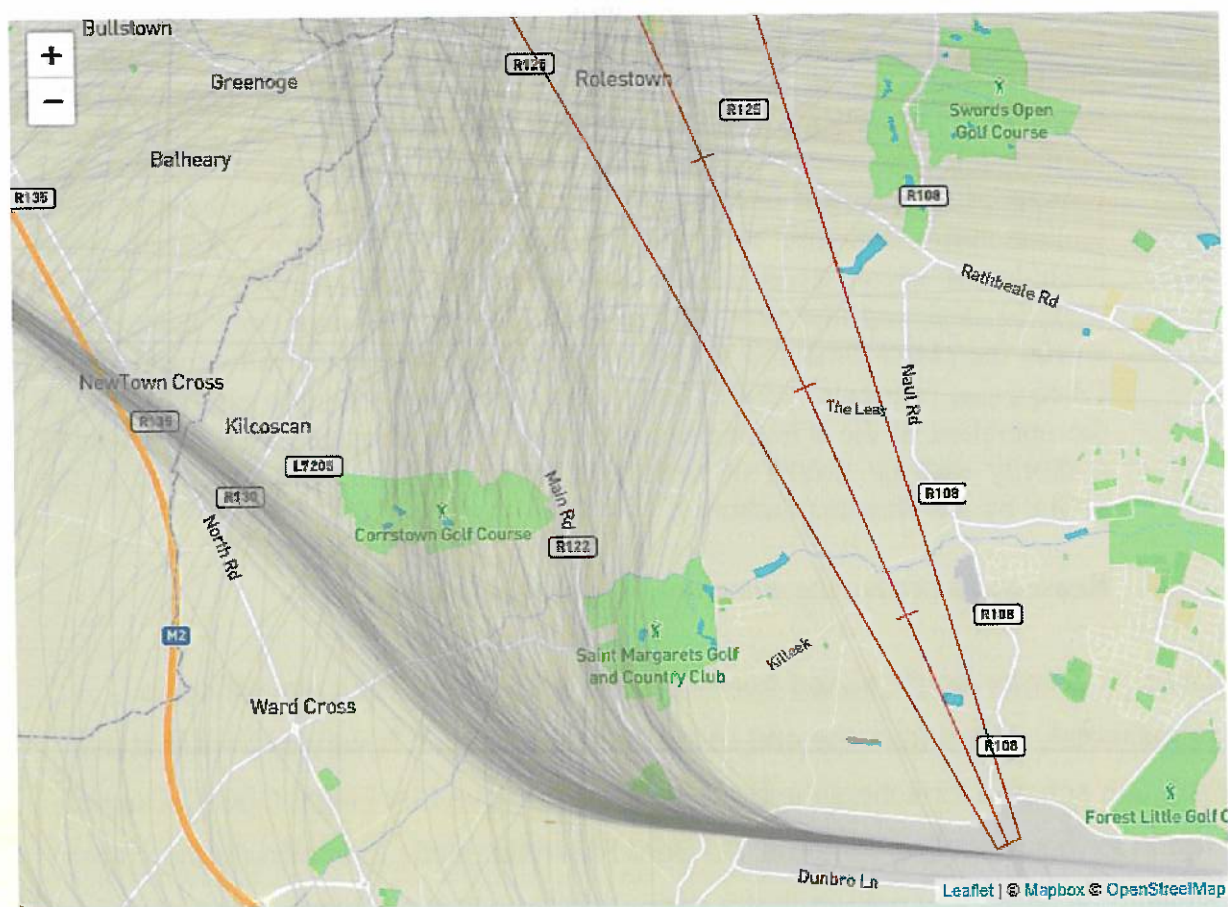 Bullstown
+
−
Greenoge
R125
Rolestown
R125
Swords Open
Golf Course
Balheary
R135
R108
Rathbeale Rd
NewTown Cross
Naul Rd
R135
Kilcoscan
The Leas
L7205
R130
Main Rd
R108
Corrstown Golf Course
North Rd
R122
R108
M2
Saint Margarets Golf
and Country Club
Killeek
Ward Cross
R108
Forest Little Golf C
Dunbro Ln
Leaflet | © Mapbox © OpenStreetMap